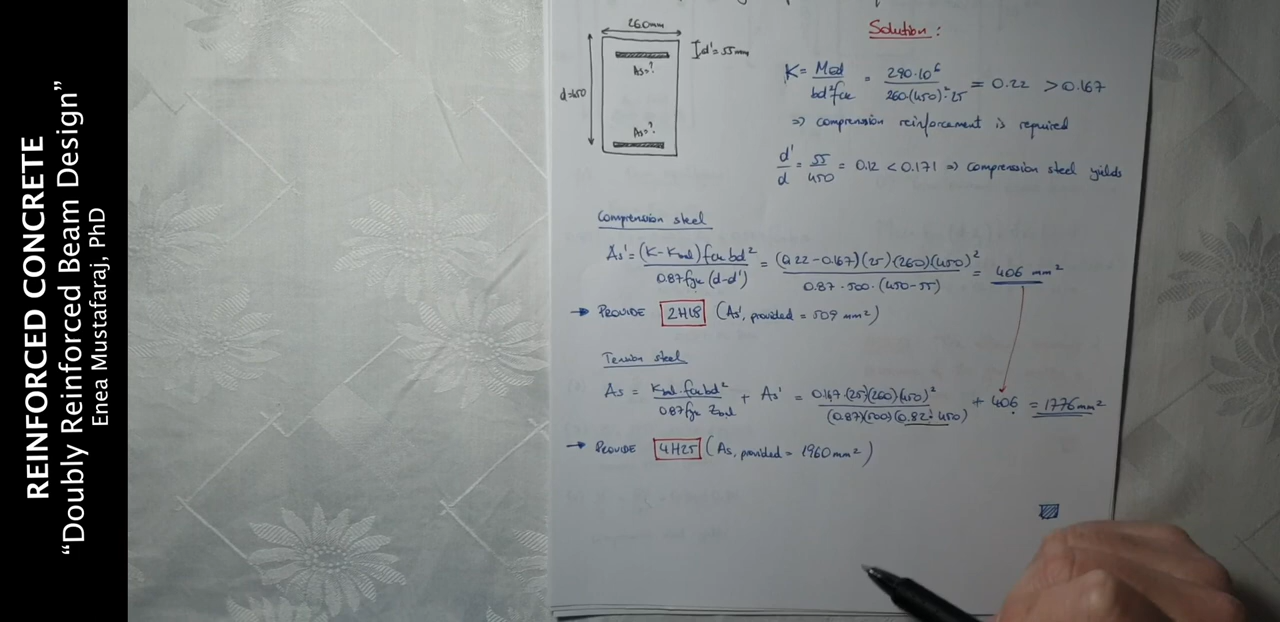 REINFORCED CONCRETE
“Doubly Reinforced Beam Design”
Enea Mustafaraj, PhD
260mm
d'=55mm
As=?
d=450
As=?
Solution:
K = Med / bd²fck = 290·10⁶ / 260·(450)²·25 = 0.22 > 0.167
=> compression reinforcement is required
d'/d = 55/450 = 0.12 < 0.171 => compression steel yields
Compression steel
As' = (K-Kbal)fck bd² / 0.87fyk (d-d') = (0.22-0.167)(25)(260)(450)² / 0.87·500·(450-55) = 406 mm²
→ PROVIDE 2H18 (As', provided = 509 mm²)
Tension steel
As = Kbal·fck bd² / 0.87fyk Zbal + As' = 0.167·(25)(260)(450)² / (0.87)(500)(0.82·450) + 406 = 1776mm²
→ PROVIDE 4H25 (As, provided = 1960mm²)